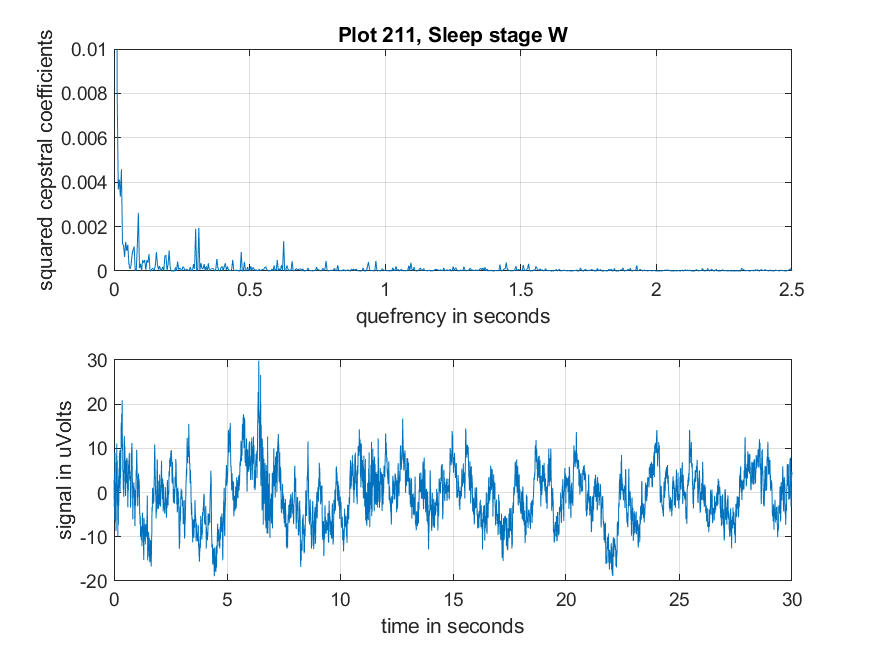 Plot 211, Sleep stage W
squared cepstral coefficients
0.01
0.008
0.006
0.004
0.002
0
0 0.5 1 1.5 2 2.5
quefrency in seconds
signal in uVolts
30
20
10
0
-10
-20
0 5 10 15 20 25 30
time in seconds